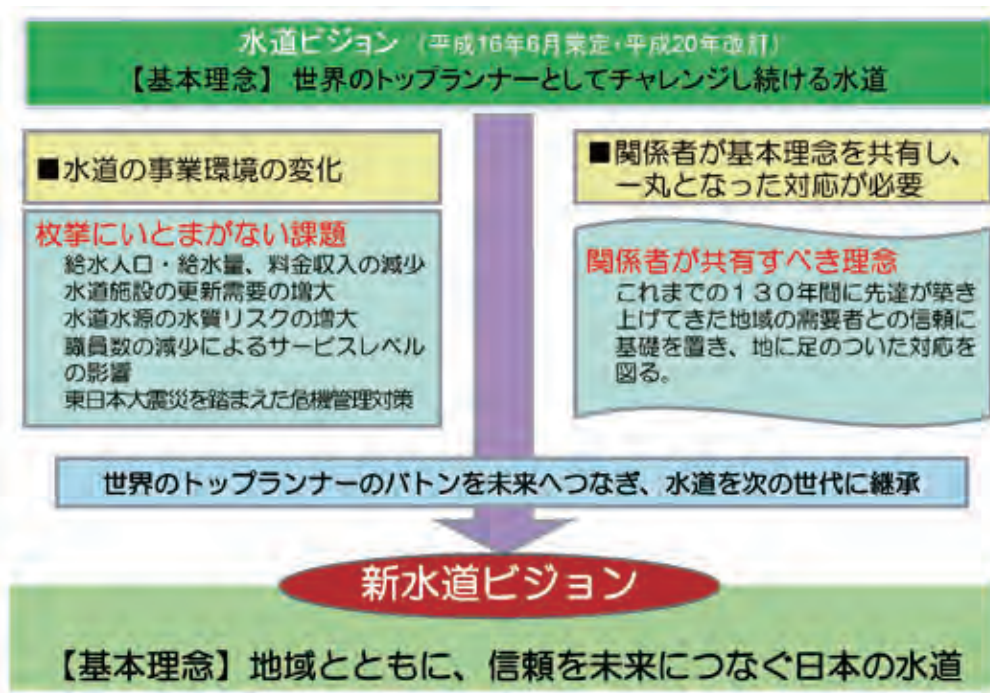 水道ビジョン（平成16年6月業定・平成20年改訂）
【基本理念】世界のトップランナーとしてチャレンジし続ける水道
■水道の事業環境の変化
枚挙にいとまがない課題
給水人口・給水量、料金収入の減少
水道施設の更新需要の増大
水道水源の水質リスクの増大
職員数の減少によるサービスレベル
の影響
東日本大震災を踏まえた危機管理対策
■関係者が基本理念を共有し、
一丸となった対応が必要
関係者が共有すべき理念
これまでの１３０年間に先達が築き
上げてきた地域の需要者との信頼に
基礎を置き、地に足のついた対応を
図る。
世界のトップランナーのバトンを未来へつなぎ、水道を次の世代に継承
新水道ビジョン
【基本理念】地域とともに、信頼を未来につなぐ日本の水道